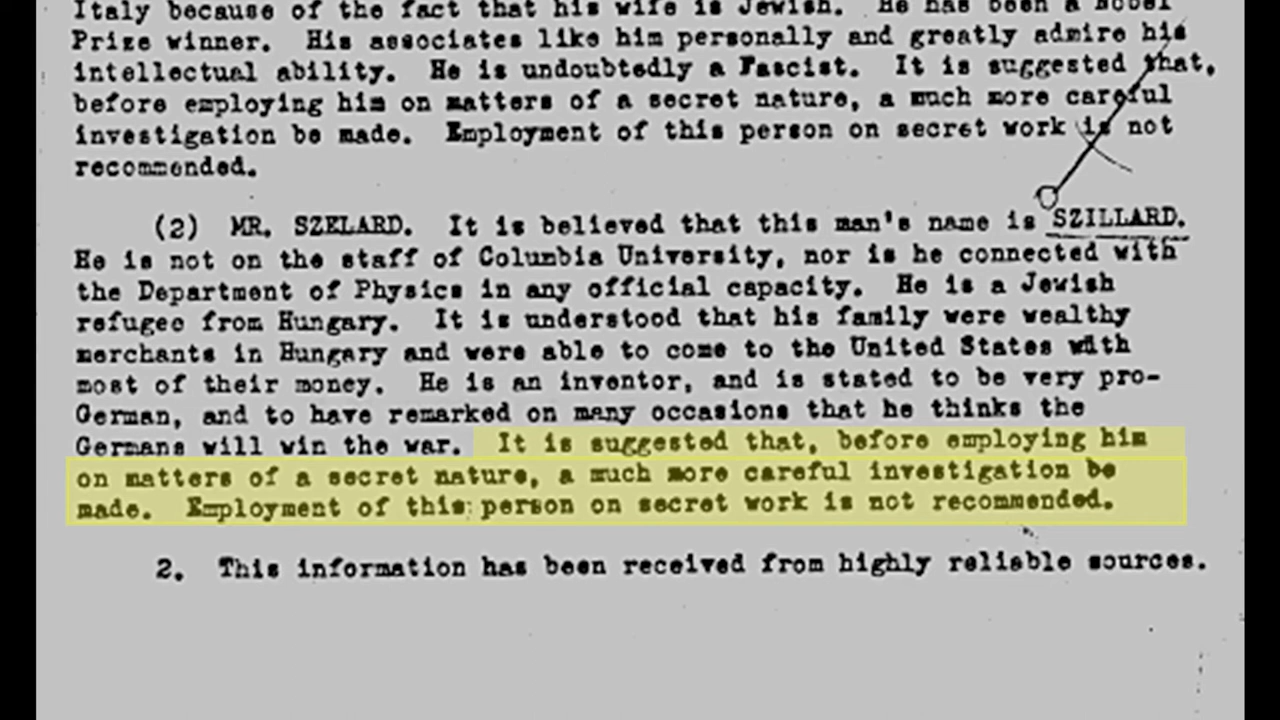 Italy because of the fact that his wife is Jewish. He has been a Nobel
Prize winner. His associates like him personally and greatly admire his
intellectual ability. He is undoubtedly a Fascist. It is suggested that,
before employing him on matters of a secret nature, a much more careful
investigation be made. Employment of this person on secret work is not
recommended.
(2) MR. SZELARD. It is believed that this man's name is SZILLARD.
He is not on the staff of Columbia University, nor is he connected with
the Department of Physics in any official capacity. He is a Jewish
refugee from Hungary. It is understood that his family were wealthy
merchants in Hungary and were able to come to the United States with
most of their money. He is an inventor, and is stated to be very pro-
German, and to have remarked on many occasions that he thinks the
Germans will win the war. It is suggested that, before employing him
on matters of a secret nature, a much more careful investigation be
made. Employment of this person on secret work is not recommended.
2. This information has been received from highly reliable sources.